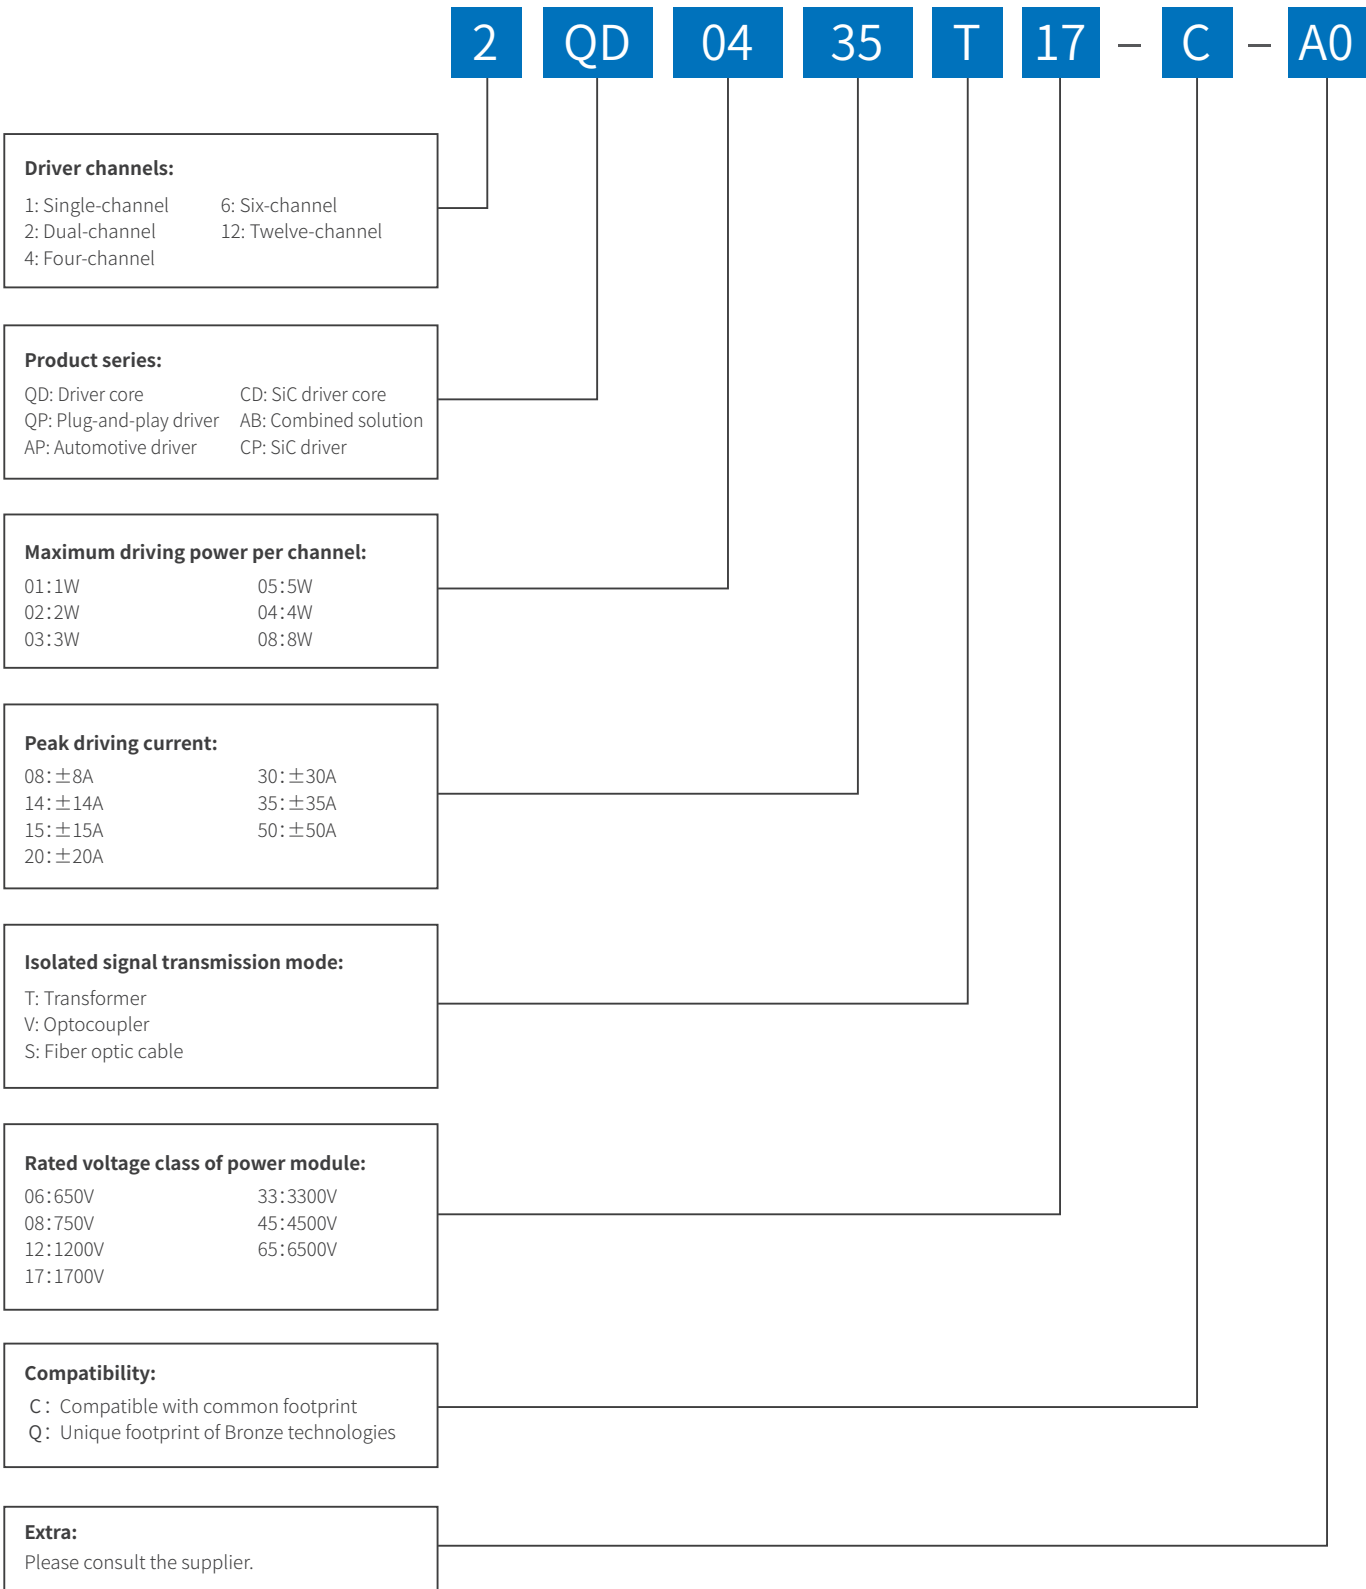 2 QD 04 35 T 17 – C – A0
Driver channels:
1: Single-channel 6: Six-channel
2: Dual-channel 12: Twelve-channel
4: Four-channel
Product series:
QD: Driver core CD: SiC driver core
QP: Plug-and-play driver AB: Combined solution
AP: Automotive driver CP: SiC driver
Maximum driving power per channel:
01：1W 05：5W
02：2W 04：4W
03：3W 08：8W
Peak driving current:
08：±8A 30：±30A
14：±14A 35：±35A
15：±15A 50：±50A
20：±20A
Isolated signal transmission mode:
T: Transformer
V: Optocoupler
S: Fiber optic cable
Rated voltage class of power module:
06：650V 33：3300V
08：750V 45：4500V
12：1200V 65：6500V
17：1700V
Compatibility:
C： Compatible with common footprint
Q： Unique footprint of Bronze technologies
Extra:
Please consult the supplier.